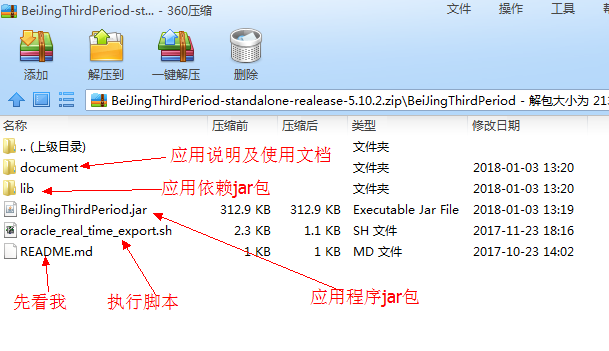 BeiJingThirdPeriod-st... - 360压缩
文件 操作 工具
添加 解压到 一键解压 删除
BeiJingThirdPeriod-standalone-realease-5.10.2.zip\BeiJingThirdPeriod - 解包大小为 21
名称 压缩前 压缩后 类型 修改日期
.. (上级目录) 文件夹
应用说明及使用文档
document 文件夹 2018-01-03 13:20
应用依赖jar包
lib 文件夹 2018-01-03 13:20
BeiJingThirdPeriod.jar 312.9 KB 312.9 KB Executable Jar File 2018-01-03 13:19
oracle_real_time_export.sh 2.3 KB 1.1 KB SH 文件 2017-11-23 18:16
README.md 1 KB 1 KB MD 文件 2017-10-23 14:02
先看我 执行脚本 应用程序jar包